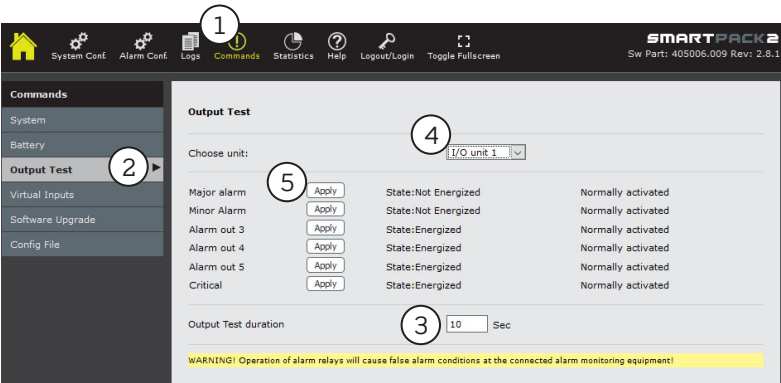 1
SMARTPACK2
System Conf. Alarm Conf. Logs Commands Statistics Help Logout/Login Toggle Fullscreen
Sw Part: 405006.009 Rev: 2.8.1
Commands
System
Battery
Output Test 2
Virtual Inputs
Software Upgrade
Config File
Output Test
4
Choose unit: I/O unit 1
5
Major alarm Apply State:Not Energized Normally activated
Minor Alarm Apply State:Not Energized Normally activated
Alarm out 3 Apply State:Energized Normally activated
Alarm out 4 Apply State:Energized Normally activated
Alarm out 5 Apply State:Energized Normally activated
Critical Apply State:Energized Normally activated
Output Test duration 3 10 Sec
WARNING! Operation of alarm relays will cause false alarm conditions at the connected alarm monitoring equipment!